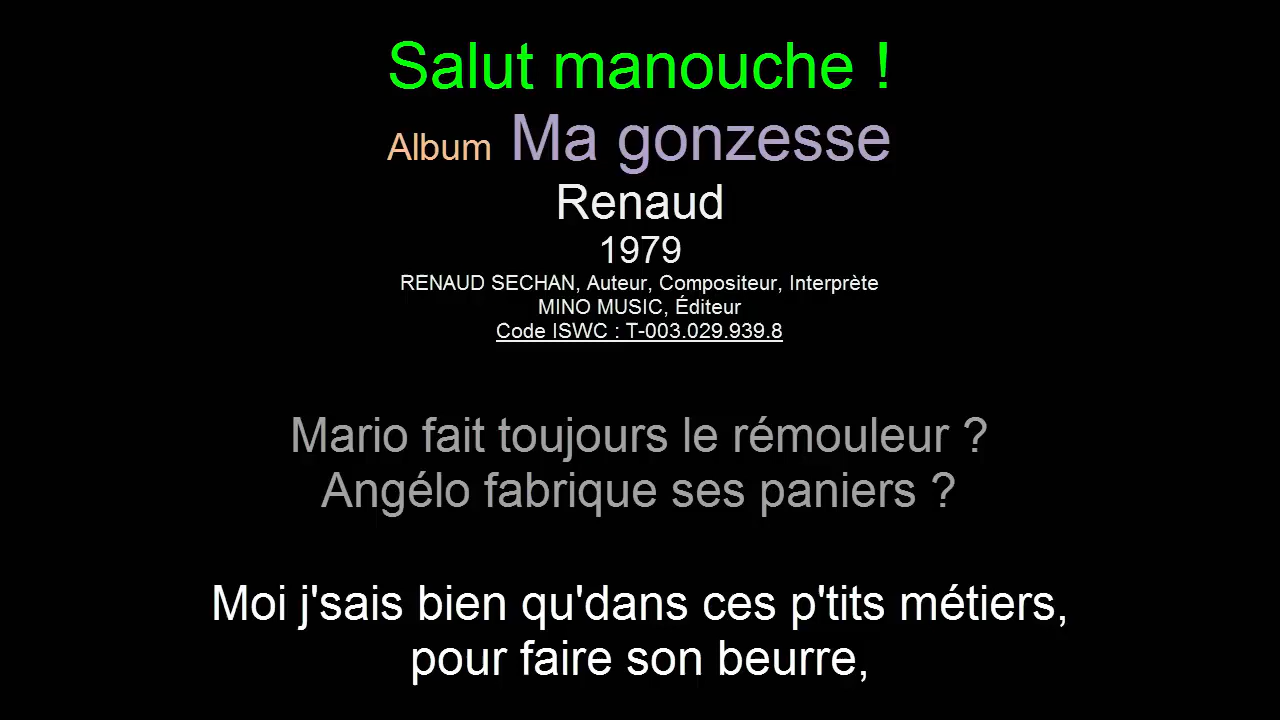 Salut manouche !
Album Ma gonzesse
Renaud
1979
RENAUD SECHAN, Auteur, Compositeur, Interprète
MINO MUSIC, Éditeur
Code ISWC : T-003.029.939.8
Mario fait toujours le rémouleur ?
Angélo fabrique ses paniers ?
Moi j'sais bien qu'dans ces p'tits métiers,
pour faire son beurre,